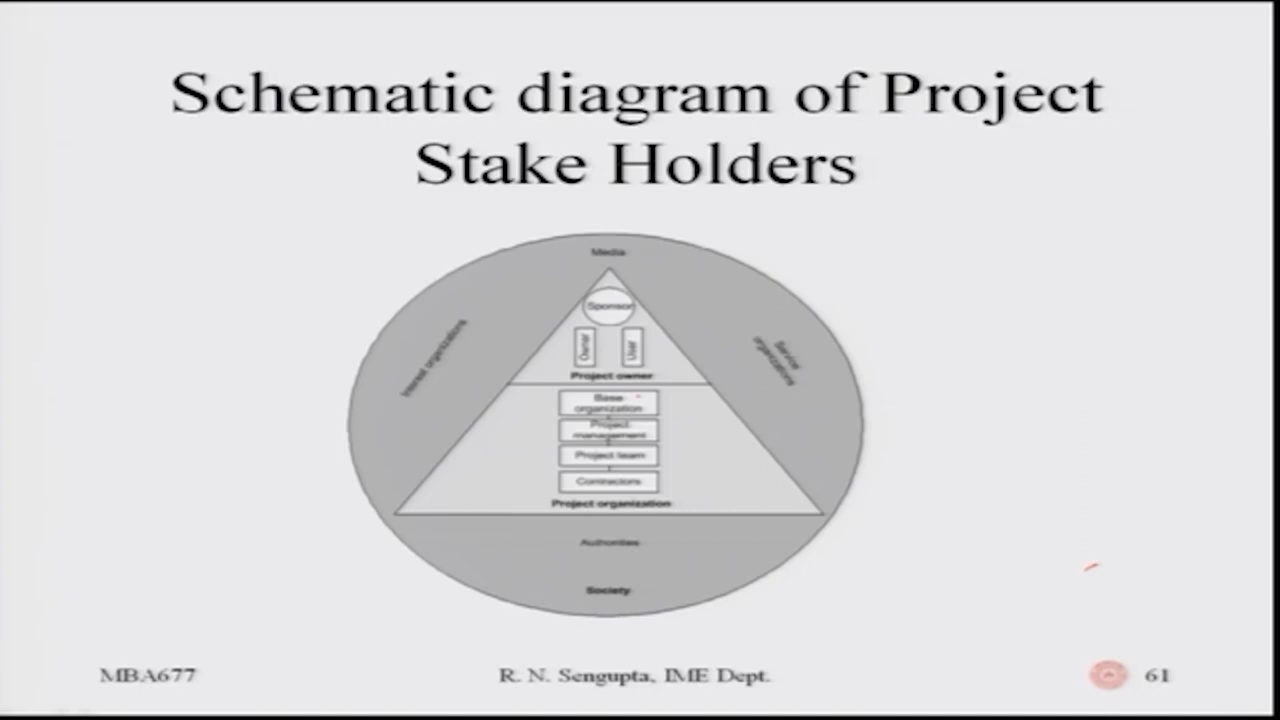 Schematic diagram of Project
Stake Holders
Media
Interest organizations
Service
organizations
Sponsor
Owner
User
Project owner
Base
organization
Project
management
Project team
Contractors
Project organization
Authorities
Society
MBA677
R. N. Sengupta, IME Dept.
61